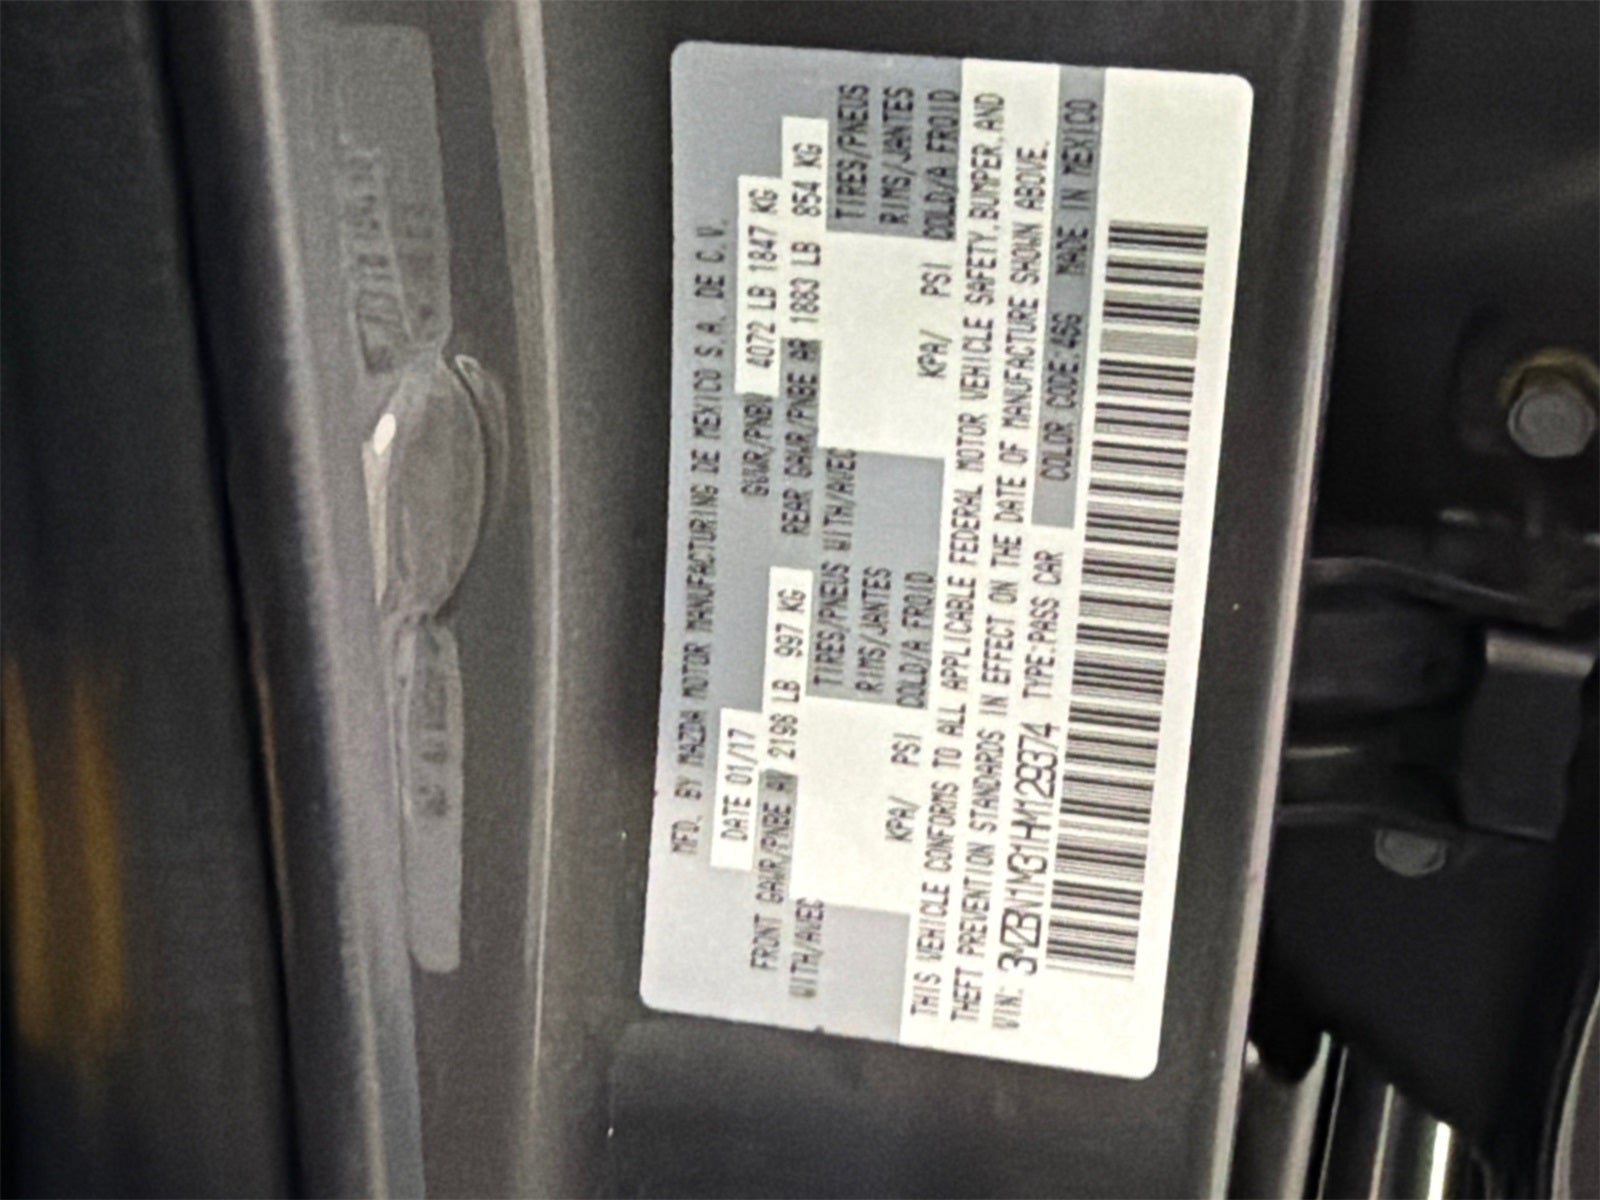 MFD. BY MAZDA MOTOR MANUFACTURING DE MEXICO S.A. DE C.V.
DATE 01/17 GVWR/PNBV 4072 LB 1847 KG
FRONT GAWR/PNBE AV 2198 LB 997 KG REAR GAWR/PNBE AR 1883 LB 854 KG
WITH/AVEC TIRES/PNEUS WITH/AVEC TIRES/PNEUS
RIMS/JANTES RIMS/JANTES
KPA/ PSI COLD/A FROID KPA/ PSI COLD/A FROID
THIS VEHICLE CONFORMS TO ALL APPLICABLE FEDERAL MOTOR VEHICLE SAFETY, BUMPER, AND
THEFT PREVENTION STANDARDS IN EFFECT ON THE DATE OF MANUFACTURE SHOWN ABOVE.
VIN: 3MZBN1M31HM129374 TYPE:PASS CAR COLOR CODE:46G MADE IN MEXICO